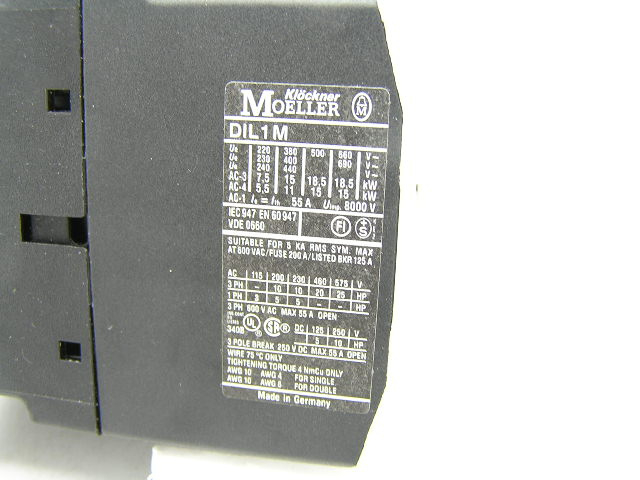 Klöckner
MOELLER
DIL1M
Ue 220 380 500 660 V~
Ue 230 400 690 V~
Ue 240 440 V~
AC-3 7,5 15 18,5 18,5 kW
AC-4 5,5 11 15 15 kW
AC-1 Ie = Ith 55 A Uimp. 8000 V
IEC 947 EN 60 947
VDE 0660
FI S
SUITABLE FOR 5 KA RMS SYM. MAX
AT 600 VAC/FUSE 200 A/LISTED BKR 125 A
AC 115 200 230 460 575 V
3 PH – 10 10 20 25 HP
1 PH 3 5 5 – – HP
3 PH 600 V AC MAX 55 A OPEN
340B UL SA DC 125 250 V
5 10 HP
3 POLE BREAK 250 V DC MAX 55 A OPEN
WIRE 75 °C ONLY
TIGHTENING TORQUE 4 NmCu ONLY
AWG 10 AWG 4 FOR SINGLE
AWG 10 AWG 6 FOR DOUBLE
Made in Germany